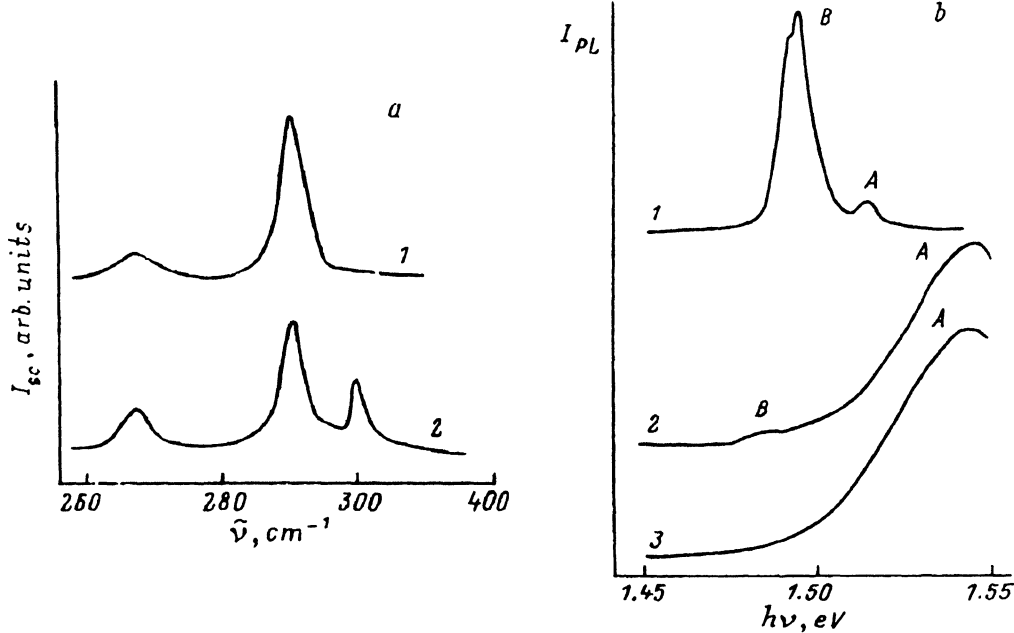 a
I_sc, arb. units
1
2
260 280 300 400
ν̃, cm⁻¹
b
I_PL
B
A
1
A
A
B
2
3
1.45 1.50 1.55
hν, eV